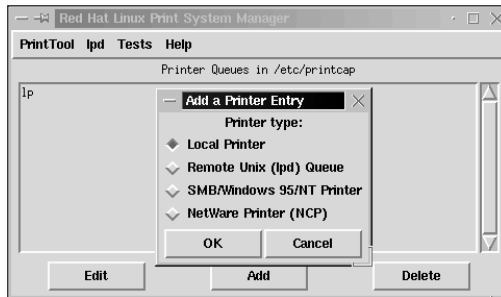 Red Hat Linux Print System Manager
PrintTool lpd Tests Help
Printer Queues in /etc/printcap
lp
Add a Printer Entry
Printer type:
Local Printer
Remote Unix (lpd) Queue
SMB/Windows 95/NT Printer
NetWare Printer (NCP)
OK Cancel
Edit Add Delete